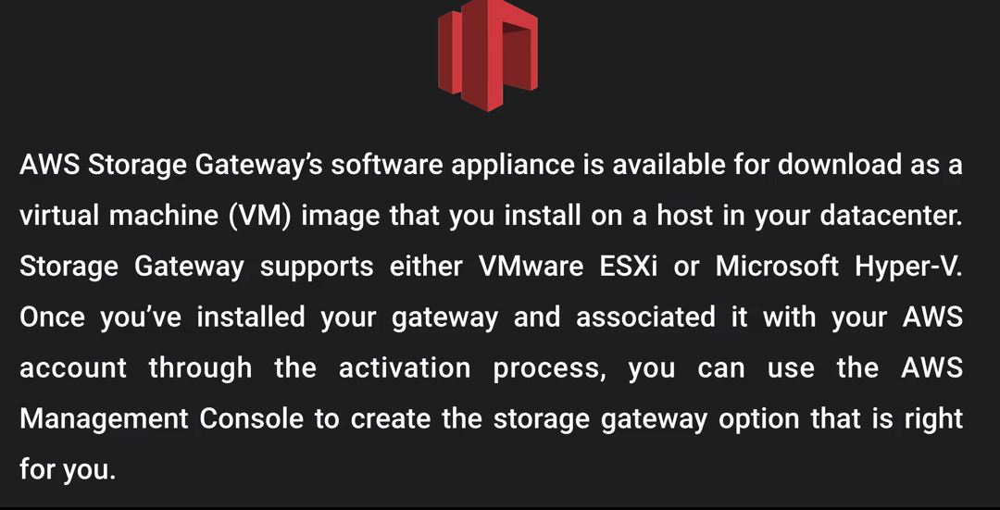 AWS Storage Gateway’s software appliance is available for download as a
virtual machine (VM) image that you install on a host in your datacenter.
Storage Gateway supports either VMware ESXi or Microsoft Hyper-V.
Once you’ve installed your gateway and associated it with your AWS
account through the activation process, you can use the AWS
Management Console to create the storage gateway option that is right
for you.